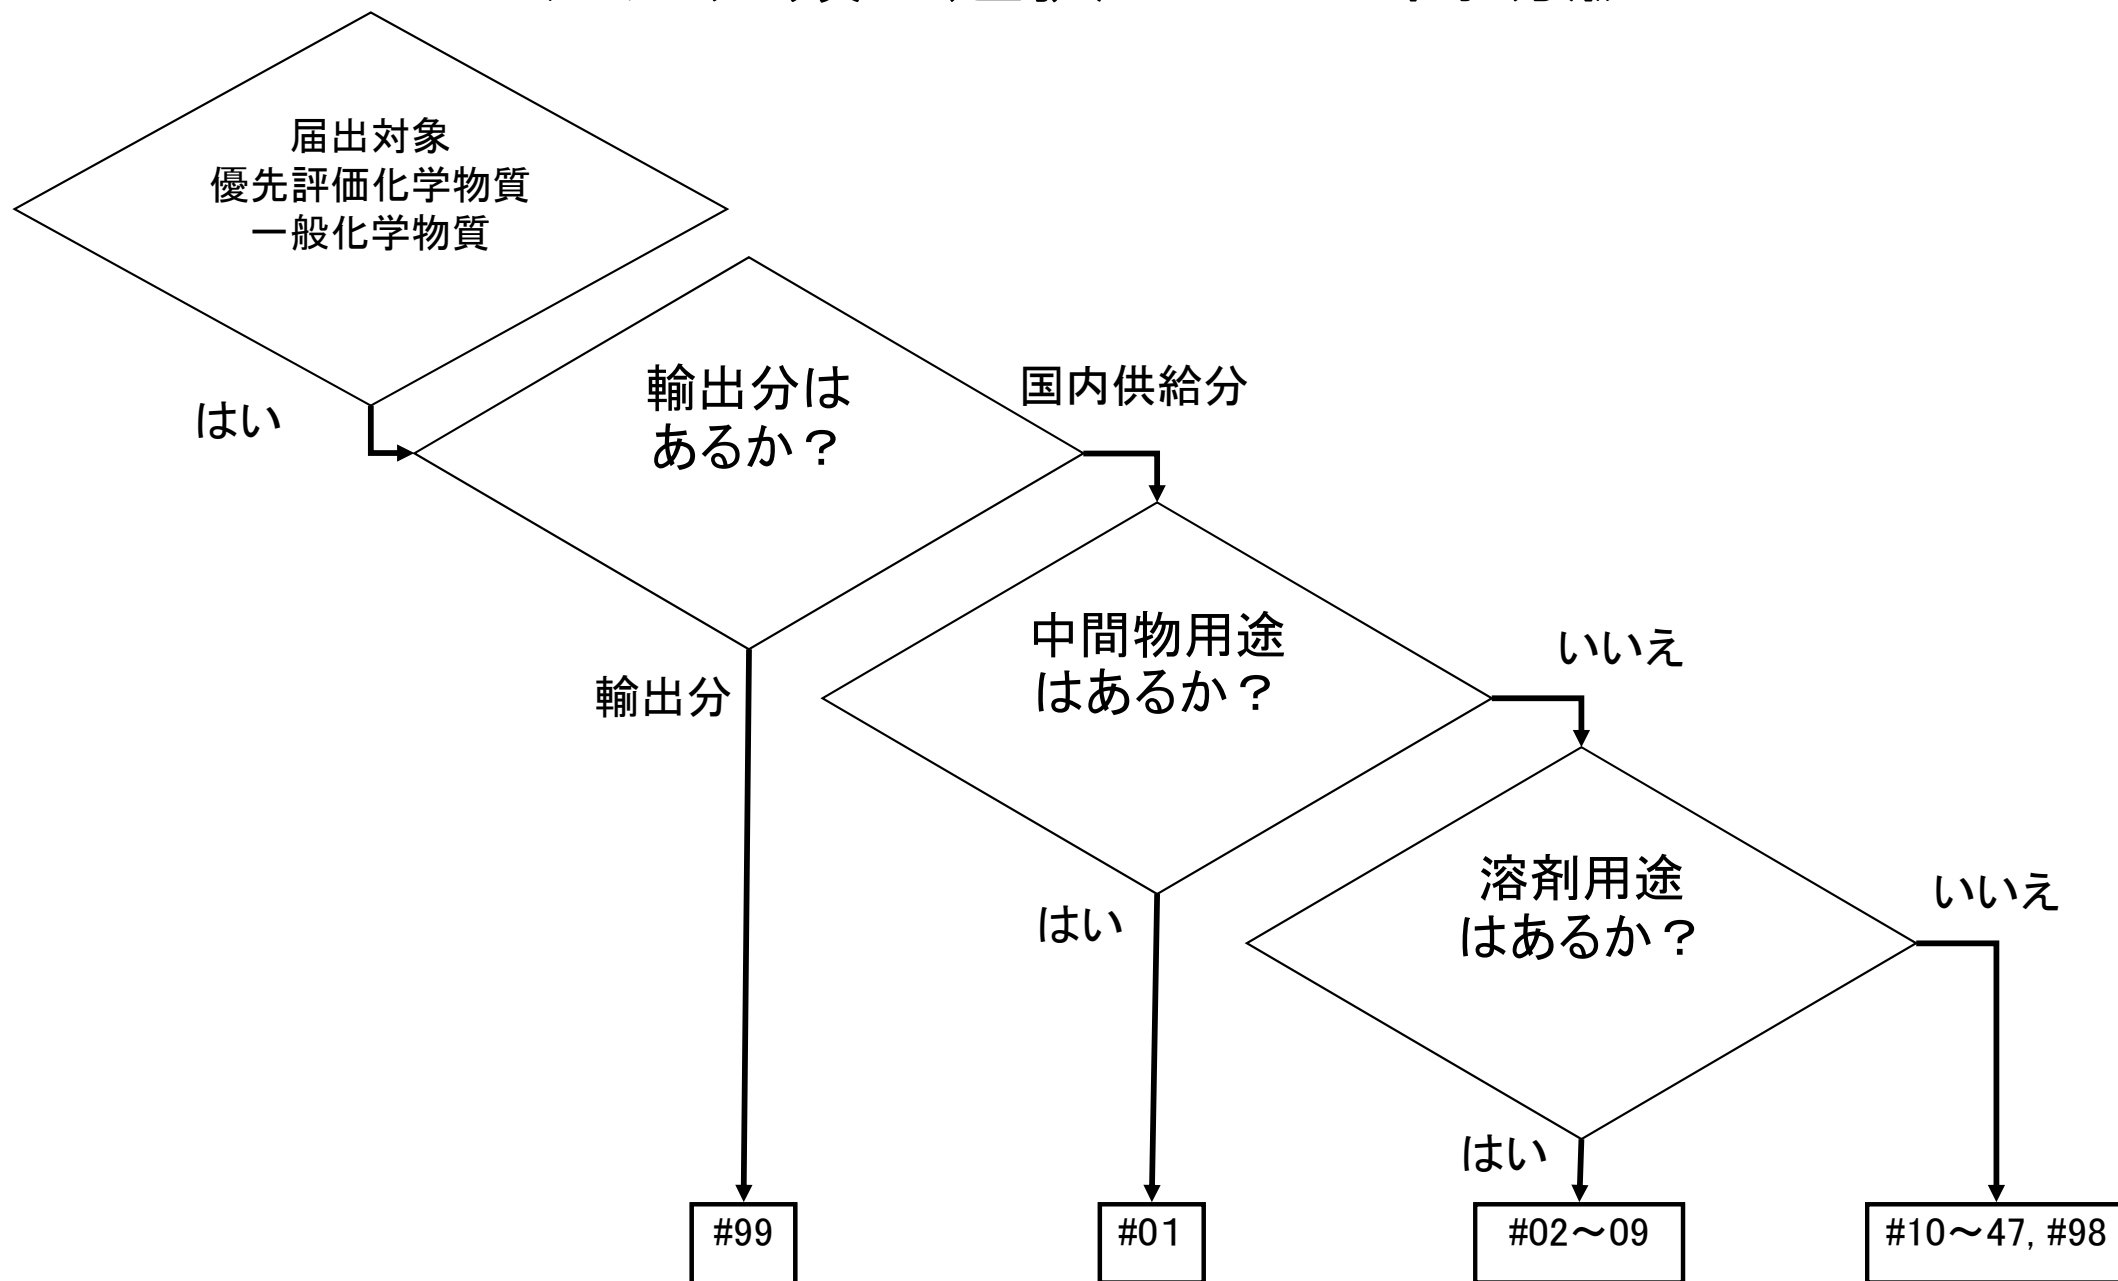 届出対象
優先評価化学物質
一般化学物質
はい
輸出分は
あるか？
国内供給分
輸出分
中間物用途
はあるか？
いいえ
はい
溶剤用途
はあるか？
いいえ
はい
#99
#01
#02～09
#10～47, #98